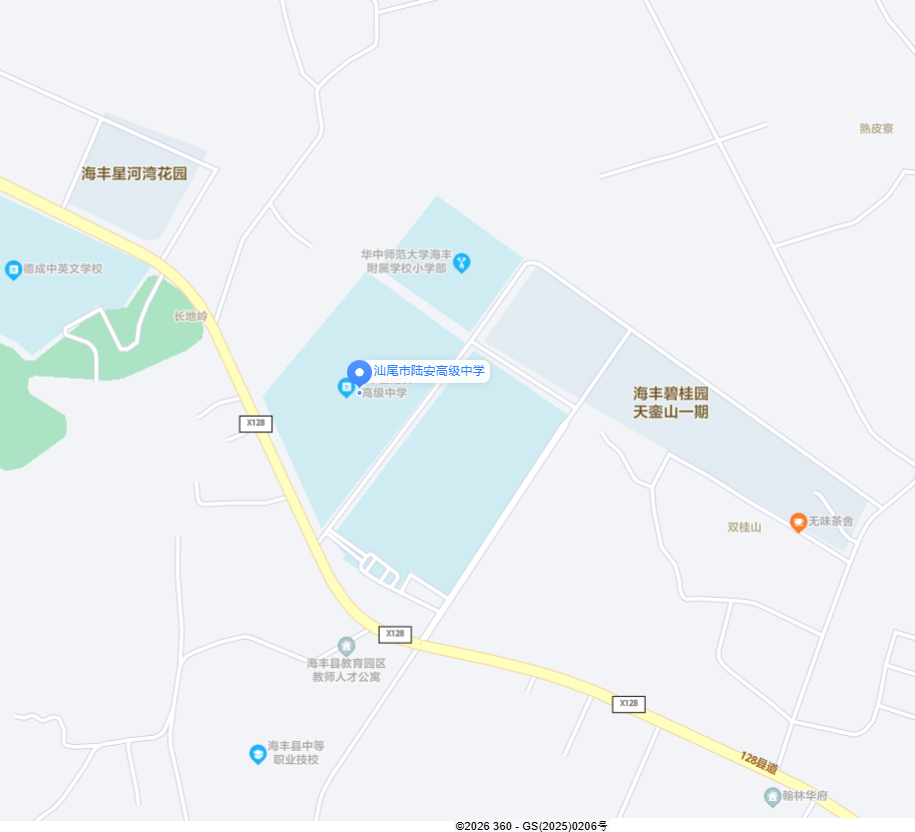 熟皮寮
海丰星河湾花园
华中师范大学海丰
附属学校小学部
德成中英文学校
长地岭
汕尾市陆安高级中学
高级中学
海丰碧桂园
天銮山一期
X128
无味茶舍
双桂山
X128
海丰县教育园区
教师人才公寓
X128
海丰县中等
职业技校
128县道
翰林华府
©2026 360 - GS(2025)0206号